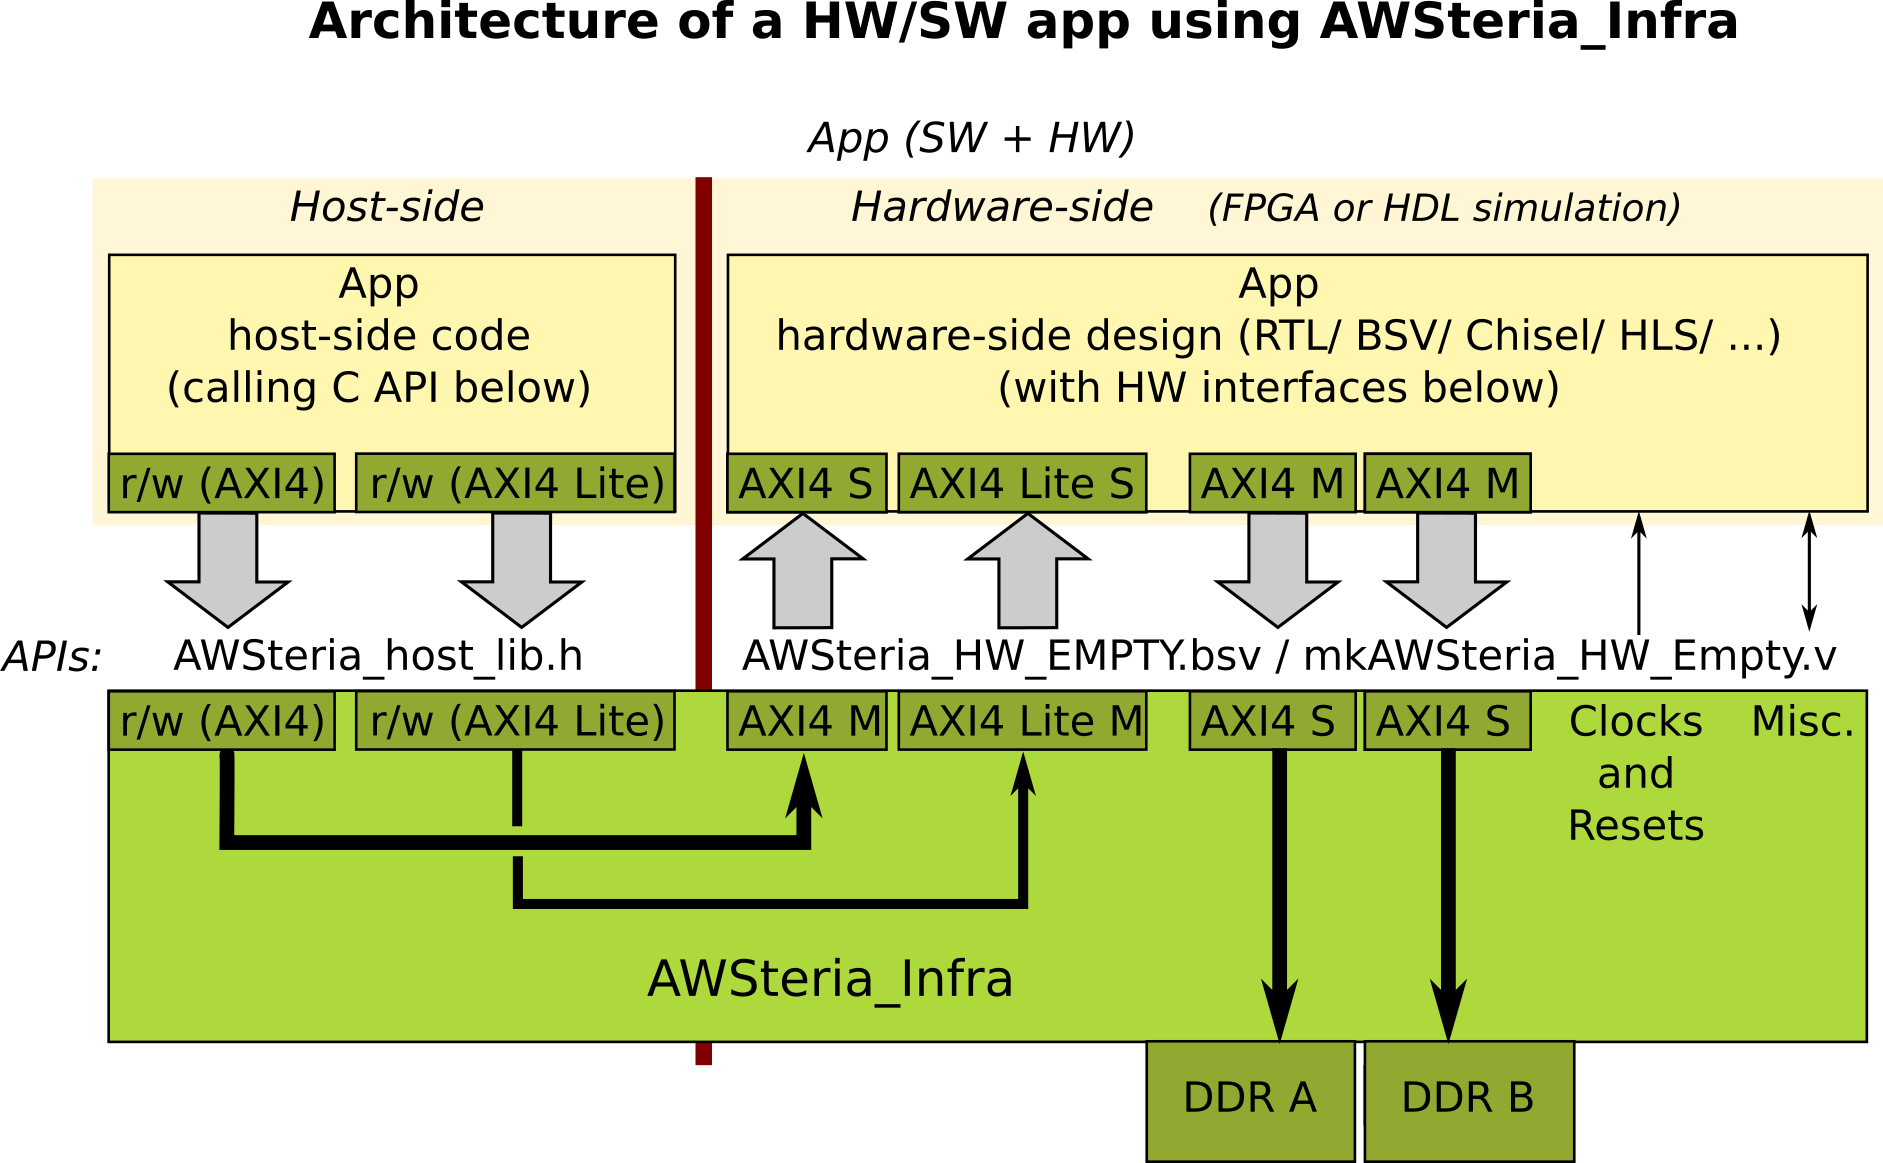 Architecture of a HW/SW app using AWSteria_Infra
App (SW + HW)
Host-side
Hardware-side (FPGA or HDL simulation)
App
host-side code
(calling C API below)
App
hardware-side design (RTL/ BSV/ Chisel/ HLS/ ...)
(with HW interfaces below)
r/w (AXI4)
r/w (AXI4 Lite)
AXI4 S
AXI4 Lite S
AXI4 M
AXI4 M
APIs:
AWSteria_host_lib.h
AWSteria_HW_EMPTY.bsv / mkAWSteria_HW_Empty.v
r/w (AXI4)
r/w (AXI4 Lite)
AXI4 M
AXI4 Lite M
AXI4 S
AXI4 S
Clocks
and
Resets
Misc.
AWSteria_Infra
DDR A
DDR B